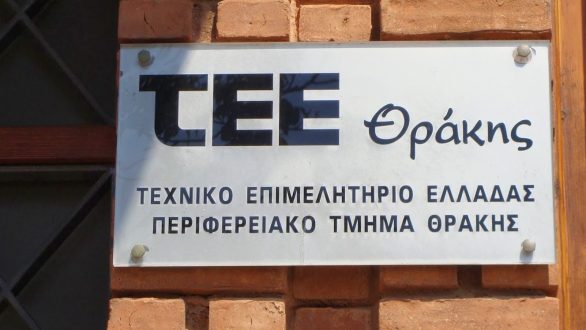 ΤΕΕ Θράκης
ΤΕΧΝΙΚΟ ΕΠΙΜΕΛΗΤΗΡΙΟ ΕΛΛΑΔΑΣ
ΠΕΡΙΦΕΡΕΙΑΚΟ ΤΜΗΜΑ ΘΡΑΚΗΣ